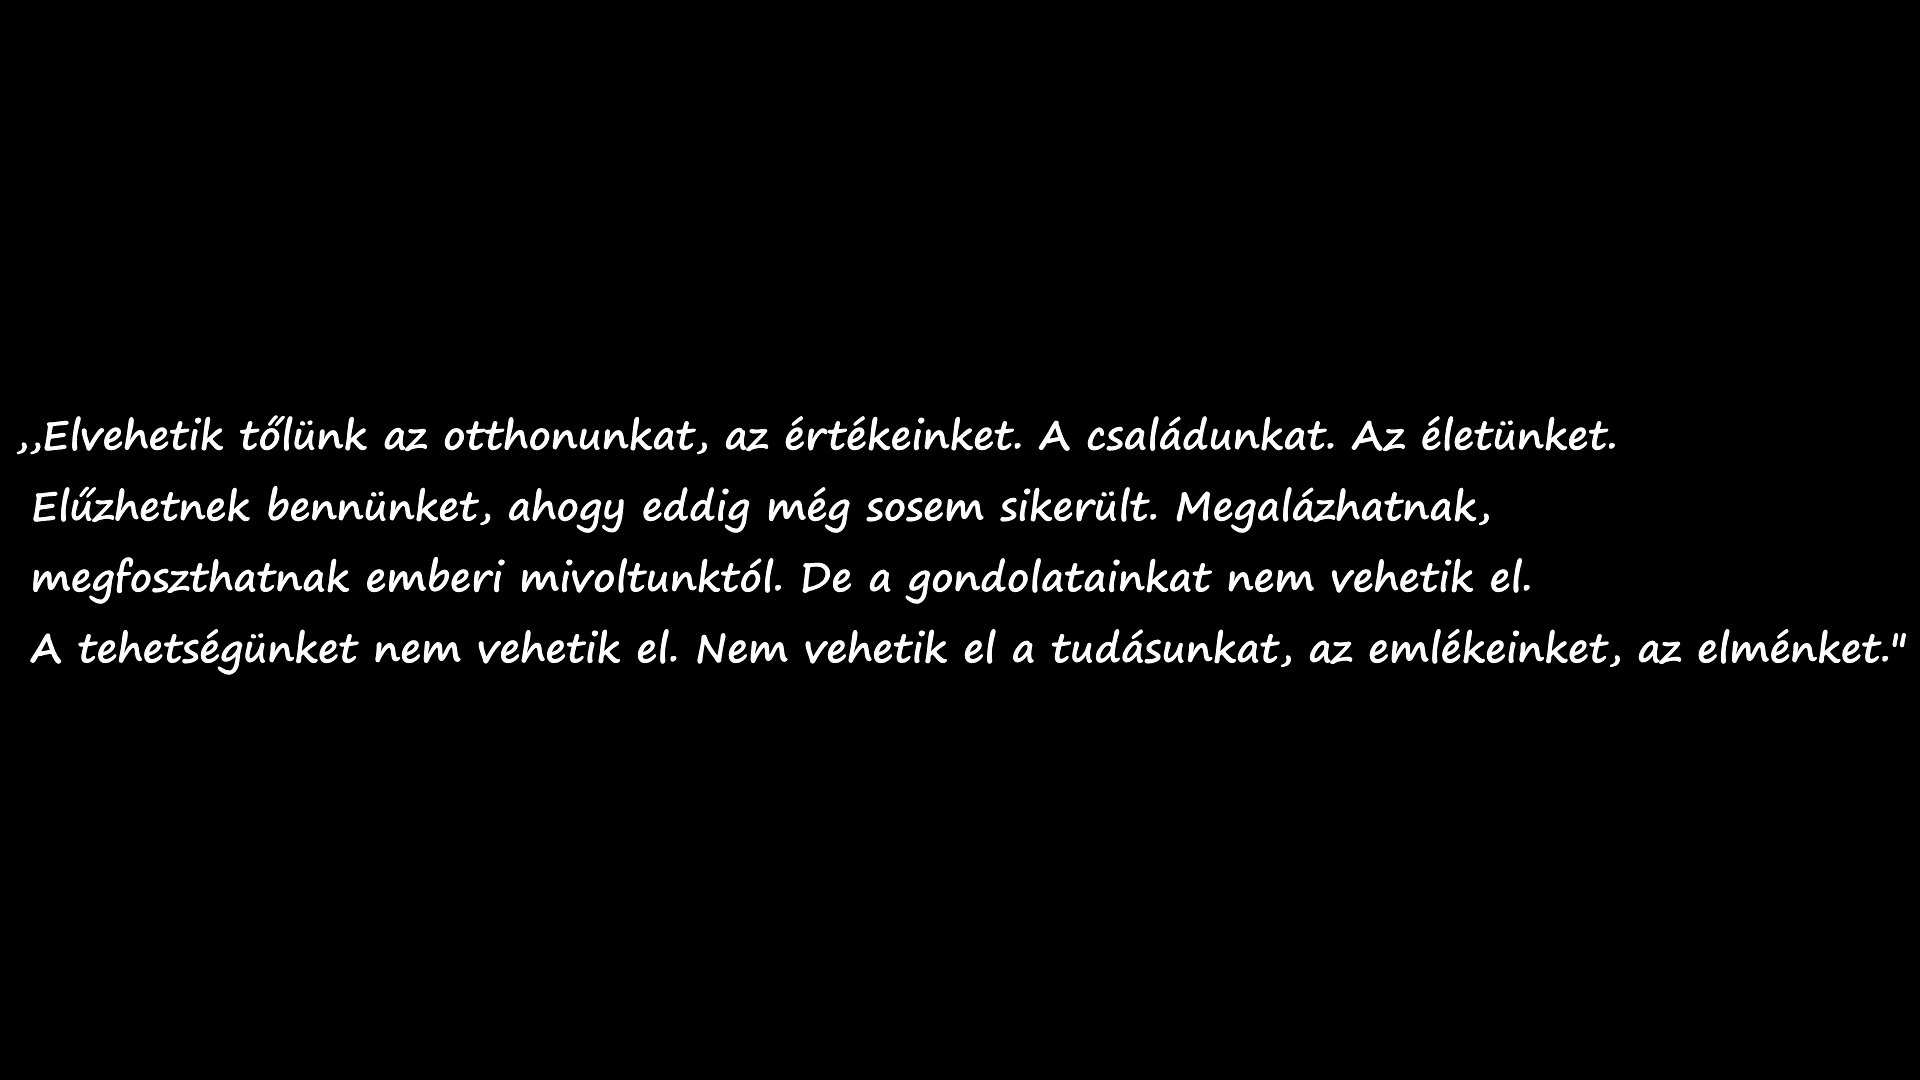 ,,Elvehetik tőlünk az otthonunkat, az értékeinket. A családunkat. Az életünket.
Elűzhetnek bennünket, ahogy eddig még sosem sikerült. Megalázhatnak,
megfoszthatnak emberi mivoltunktól. De a gondolatainkat nem vehetik el.
A tehetségünket nem vehetik el. Nem vehetik el a tudásunkat, az emlékeinket, az elménket."